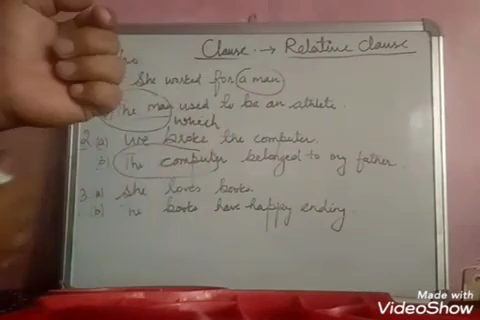 Clause → Relative Clause
She worked for a man
The man used to be an athlete.
which
2. (a) We broke the computer.
(b) The computer belonged to my father
3. a) She loves books.
(b) The books have happy ending.
Made with
VideoShow